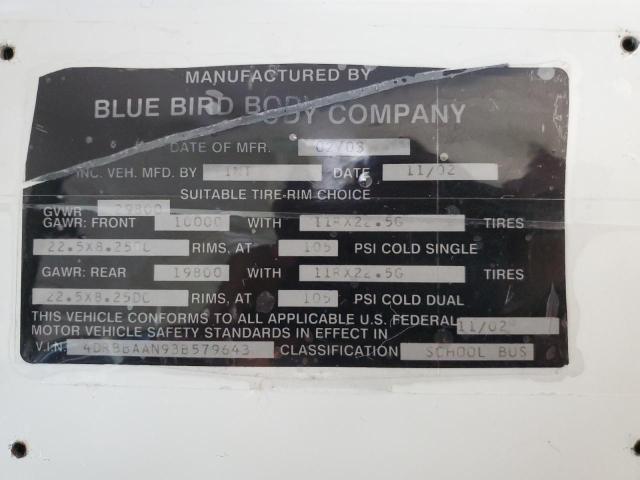 MANUFACTURED BY
BLUE BIRD BODY COMPANY
DATE OF MFR. 02/03
INC. VEH. MFD. BY INT DATE 11/02
SUITABLE TIRE-RIM CHOICE
GVWR 29800
GAWR: FRONT 10000 WITH 11RX22.5G TIRES
22.5X8.25DC RIMS, AT 105 PSI COLD SINGLE
GAWR: REAR 19800 WITH 11RX22.5G TIRES
22.5X8.25DC RIMS, AT 105 PSI COLD DUAL
THIS VEHICLE CONFORMS TO ALL APPLICABLE U.S. FEDERAL
MOTOR VEHICLE SAFETY STANDARDS IN EFFECT IN 11/02
V.I.N. 4DRBBAAN93B579643 CLASSIFICATION SCHOOL BUS